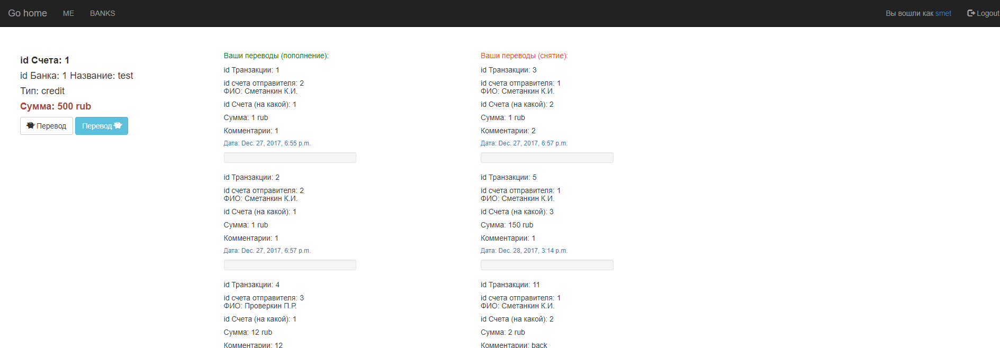 Go home ME BANKS Вы вошли как smet Logout
id Счета: 1
id Банка: 1 Название: test
Тип: credit
Сумма: 500 rub
Перевод Перевод
Ваши переводы (пополнение):
id Транзакции: 1
id счета отправителя: 2
ФИО: Сметанкин К.И.
id Счета (на какой): 1
Сумма: 1 rub
Комментарии: 1
Дата: Dec. 27, 2017, 6:55 p.m.
id Транзакции: 2
id счета отправителя: 2
ФИО: Сметанкин К.И.
id Счета (на какой): 1
Сумма: 1 rub
Комментарии: 1
Дата: Dec. 27, 2017, 6:57 p.m.
id Транзакции: 4
id счета отправителя: 3
ФИО: Проверкин П.Р.
id Счета (на какой): 1
Сумма: 12 rub
Комментарии: 12
Ваши переводы (снятие):
id Транзакции: 3
id счета отправителя: 1
ФИО: Сметанкин К.И.
id Счета (на какой): 2
Сумма: 1 rub
Комментарии: 2
Дата: Dec. 27, 2017, 6:57 p.m.
id Транзакции: 5
id счета отправителя: 1
ФИО: Сметанкин К.И.
id Счета (на какой): 3
Сумма: 150 rub
Комментарии: 1
Дата: Dec. 28, 2017, 3:14 p.m.
id Транзакции: 11
id счета отправителя: 1
ФИО: Сметанкин К.И.
id Счета (на какой): 2
Сумма: 2 rub
Комментарии: back